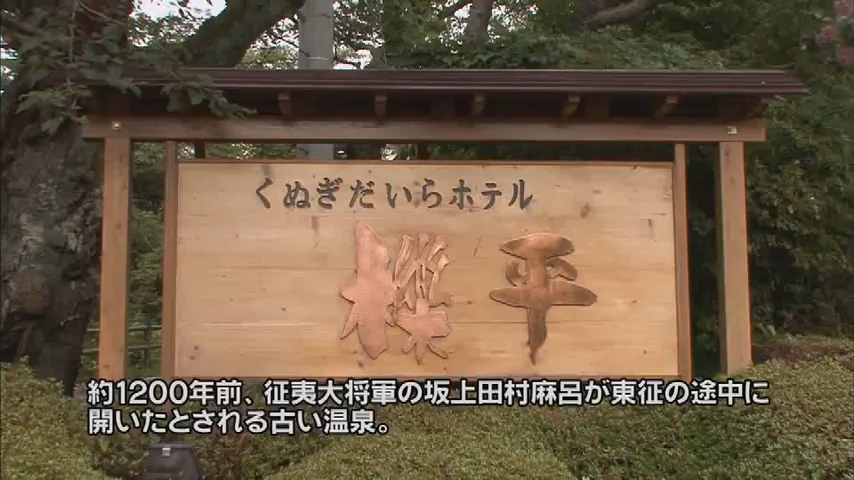 くぬぎだいらホテル
櫟平
約1200年前、征夷大将軍の坂上田村麻呂が東征の途中に
開いたとされる古い温泉。